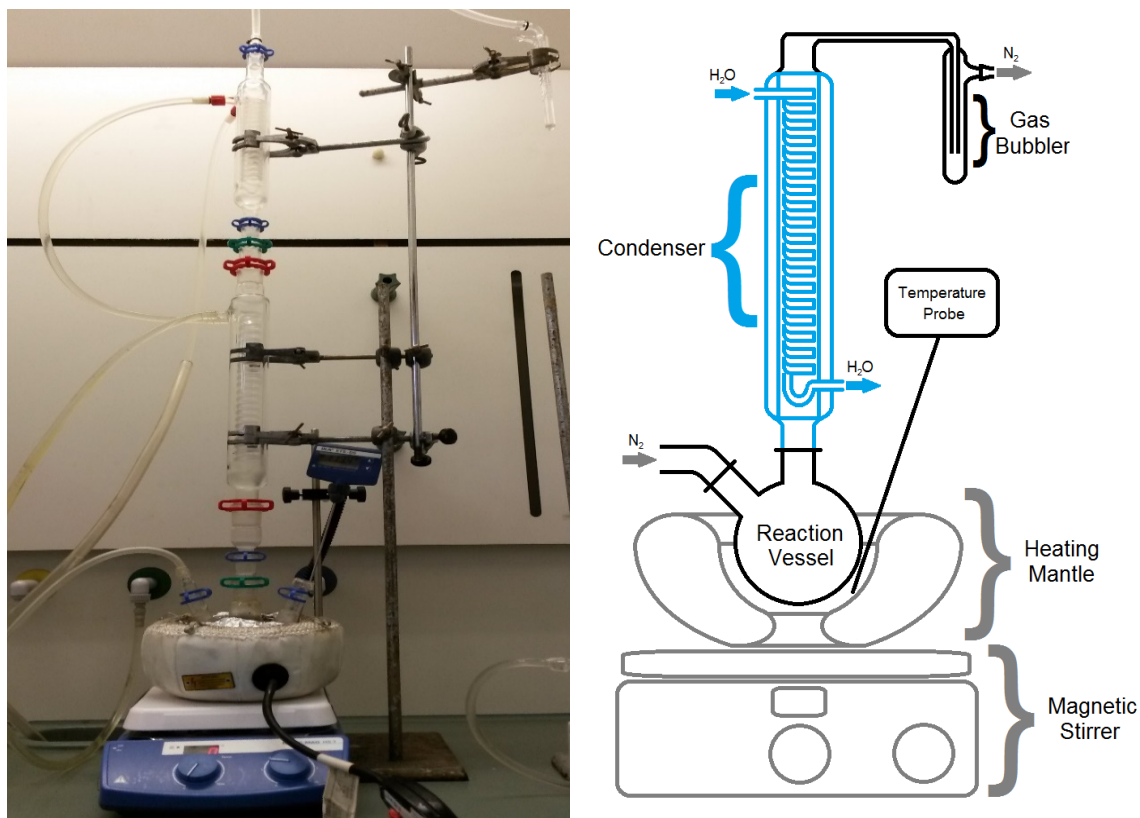 H₂O
N₂
Gas
Bubbler
Condenser
Temperature
Probe
H₂O
N₂
Reaction
Vessel
Heating
Mantle
Magnetic
Stirrer